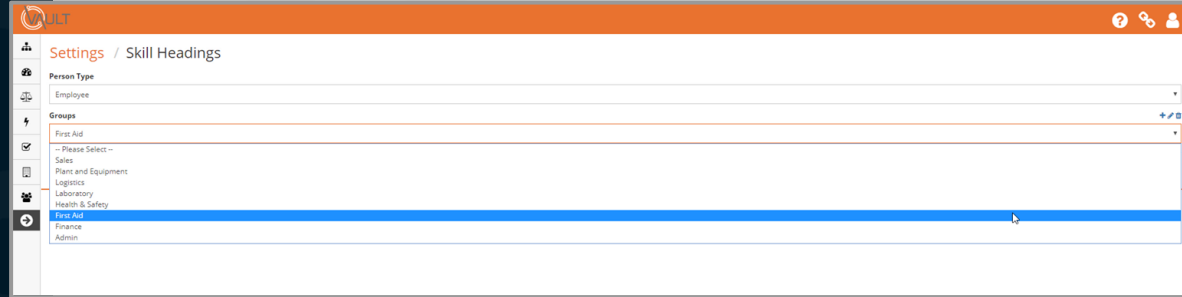 VAULT
Settings / Skill Headings
Person Type
Employee
Groups
First Aid
-- Please Select --
Sales
Plant and Equipment
Logistics
Laboratory
Health & Safety
First Aid
Finance
Admin